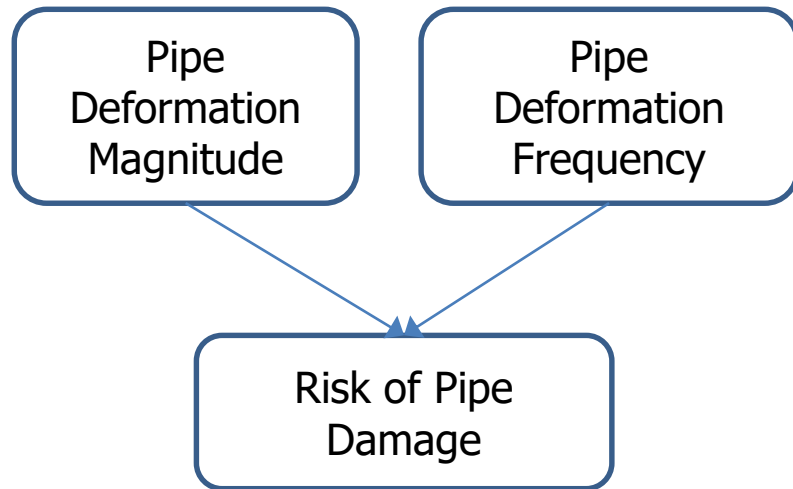 Pipe
Deformation
Magnitude
Pipe
Deformation
Frequency
Risk of Pipe
Damage